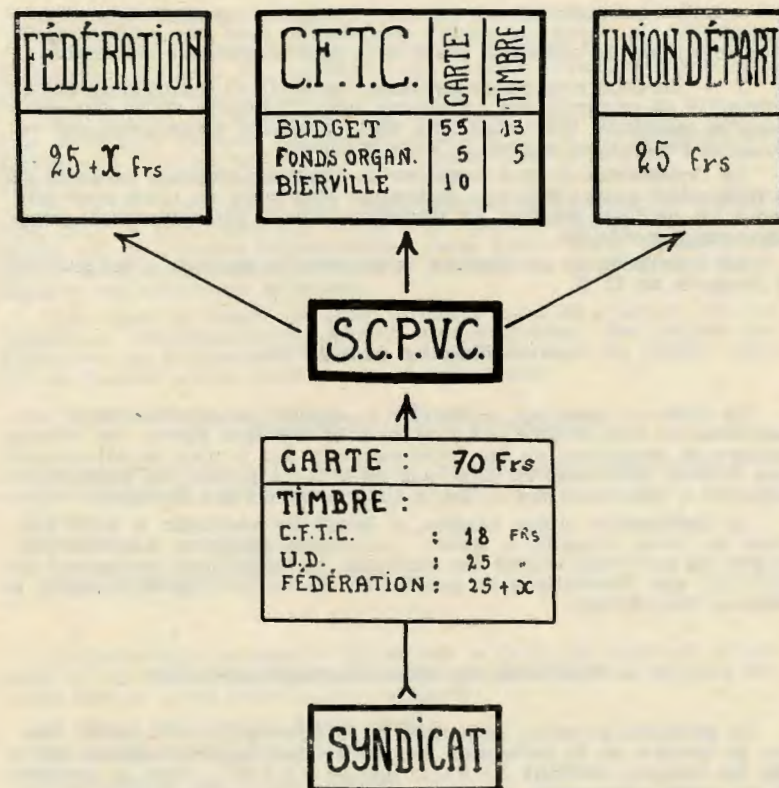 FÉDÉRATION
25 + X frs
C.F.T.C. CARTE TIMBRE
BUDGET 55 13
FONDS ORGAN. 5 5
BIERVILLE 10
UNION DÉPART
25 frs
S.C.P.V.C.
CARTE : 70 Frs
TIMBRE :
C.F.T.C. : 18 FRS
U.D. : 25 "
FÉDÉRATION : 25 + X
SYNDICAT